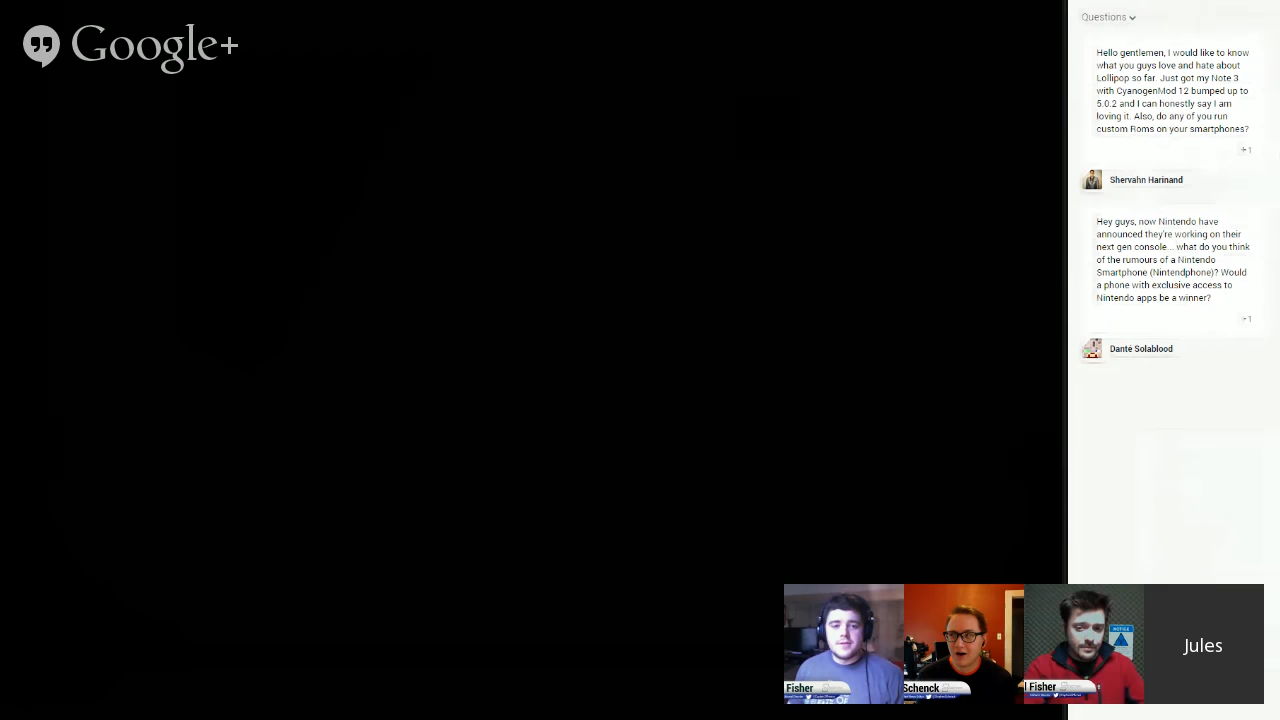 Google+
Questions
Hello gentlemen, I would like to know
what you guys love and hate about
Lollipop so far. Just got my Note 3
with CyanogenMod 12 bumped up to
5.0.2 and I can honestly say I am
loving it. Also, do any of you run
custom Roms on your smartphones?
+1
Shervahn Harinand
Hey guys, now Nintendo have
announced they're working on their
next gen console... what do you think
of the rumours of a Nintendo
Smartphone (Nintendphone)? Would
a phone with exclusive access to
Nintendo apps be a winner?
+1
Danté Solablood
NOTICE
Jules
Fisher
Schenck
l Fisher